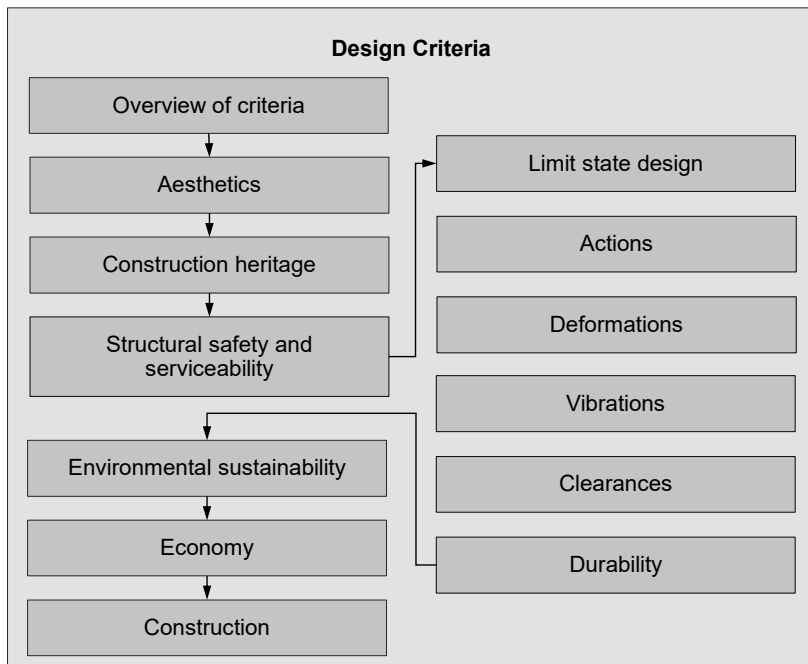 Design Criteria
Overview of criteria
Aesthetics
Construction heritage
Structural safety and
serviceability
Limit state design
Actions
Deformations
Vibrations
Clearances
Durability
Environmental sustainability
Economy
Construction